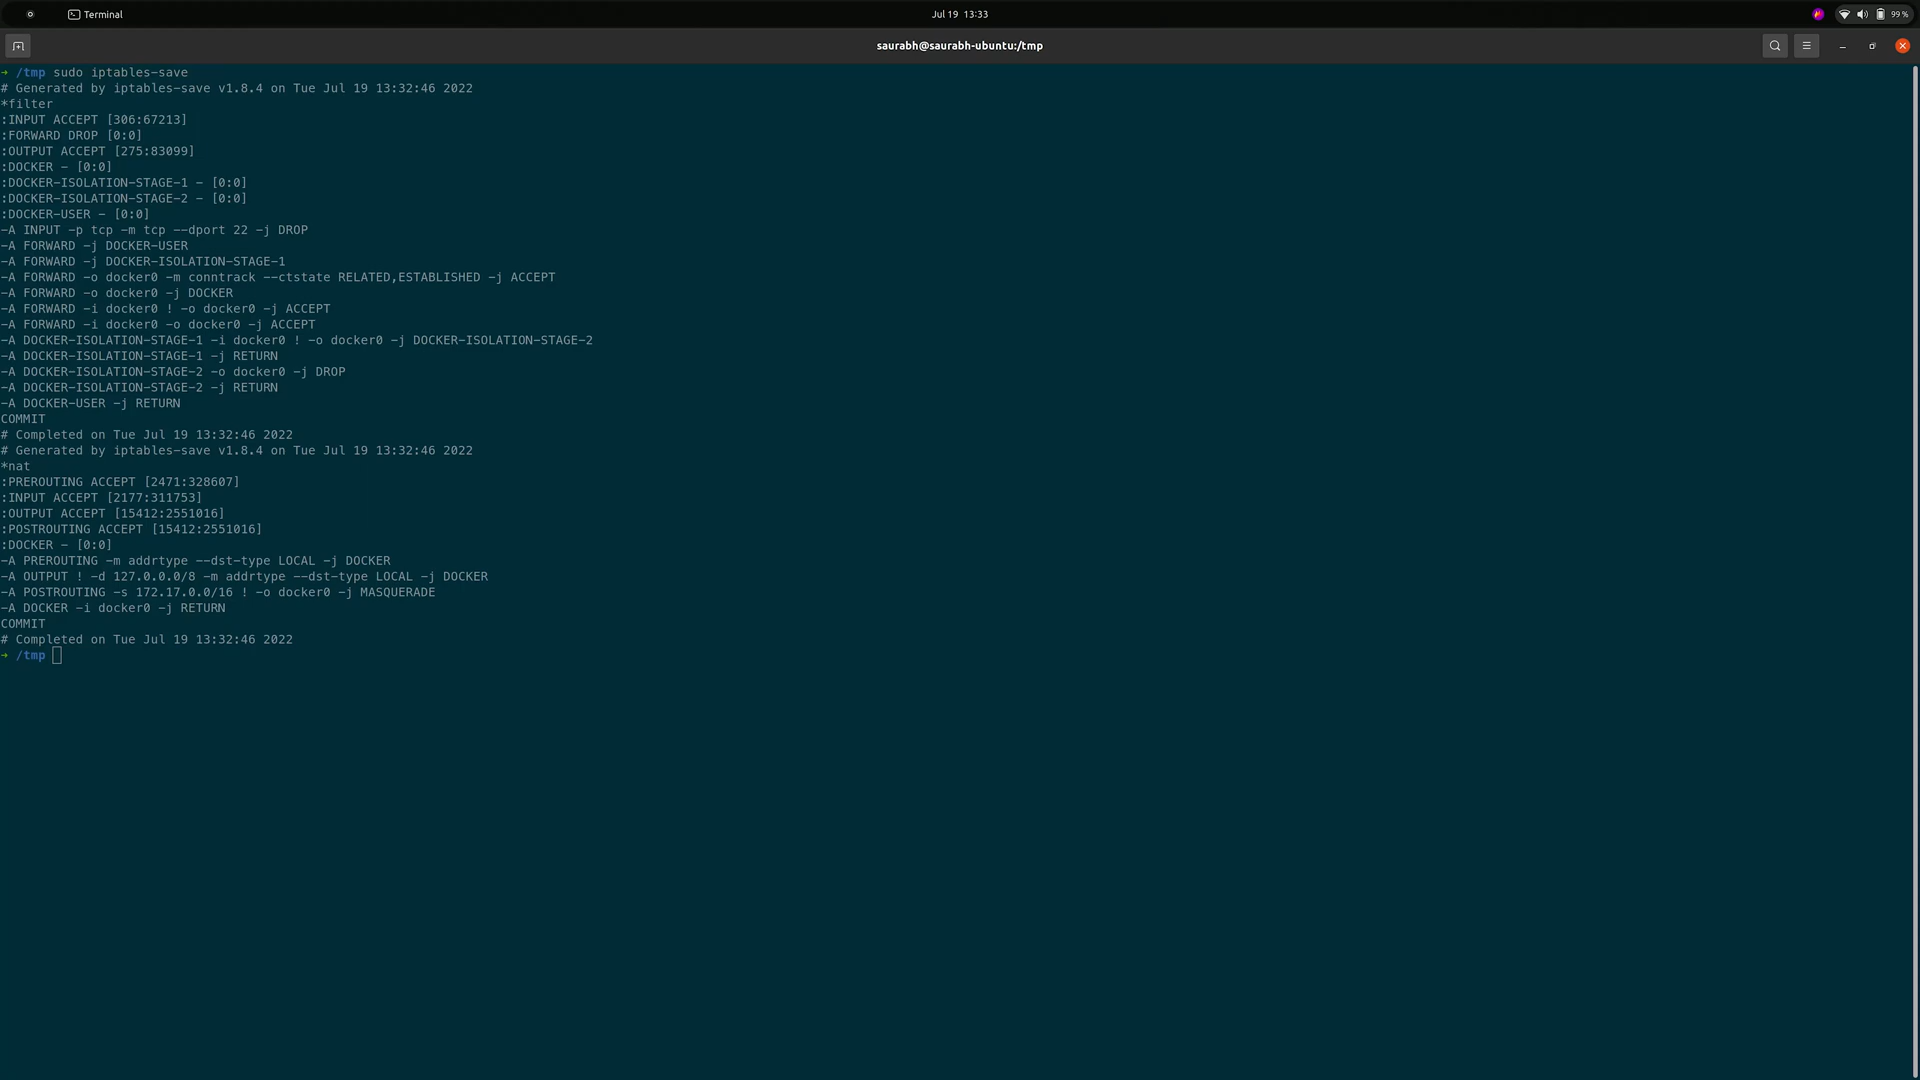 Terminal
Jul 19 13:33
99 %
saurabh@saurabh-ubuntu:/tmp
→ /tmp sudo iptables-save
# Generated by iptables-save v1.8.4 on Tue Jul 19 13:32:46 2022
*filter
:INPUT ACCEPT [306:67213]
:FORWARD DROP [0:0]
:OUTPUT ACCEPT [275:83099]
:DOCKER - [0:0]
:DOCKER-ISOLATION-STAGE-1 - [0:0]
:DOCKER-ISOLATION-STAGE-2 - [0:0]
:DOCKER-USER - [0:0]
-A INPUT -p tcp -m tcp --dport 22 -j DROP
-A FORWARD -j DOCKER-USER
-A FORWARD -j DOCKER-ISOLATION-STAGE-1
-A FORWARD -o docker0 -m conntrack --ctstate RELATED,ESTABLISHED -j ACCEPT
-A FORWARD -o docker0 -j DOCKER
-A FORWARD -i docker0 ! -o docker0 -j ACCEPT
-A FORWARD -i docker0 -o docker0 -j ACCEPT
-A DOCKER-ISOLATION-STAGE-1 -i docker0 ! -o docker0 -j DOCKER-ISOLATION-STAGE-2
-A DOCKER-ISOLATION-STAGE-1 -j RETURN
-A DOCKER-ISOLATION-STAGE-2 -o docker0 -j DROP
-A DOCKER-ISOLATION-STAGE-2 -j RETURN
-A DOCKER-USER -j RETURN
COMMIT
# Completed on Tue Jul 19 13:32:46 2022
# Generated by iptables-save v1.8.4 on Tue Jul 19 13:32:46 2022
*nat
:PREROUTING ACCEPT [2471:328607]
:INPUT ACCEPT [2177:311753]
:OUTPUT ACCEPT [15412:2551016]
:POSTROUTING ACCEPT [15412:2551016]
:DOCKER - [0:0]
-A PREROUTING -m addrtype --dst-type LOCAL -j DOCKER
-A OUTPUT ! -d 127.0.0.0/8 -m addrtype --dst-type LOCAL -j DOCKER
-A POSTROUTING -s 172.17.0.0/16 ! -o docker0 -j MASQUERADE
-A DOCKER -i docker0 -j RETURN
COMMIT
# Completed on Tue Jul 19 13:32:46 2022
→ /tmp